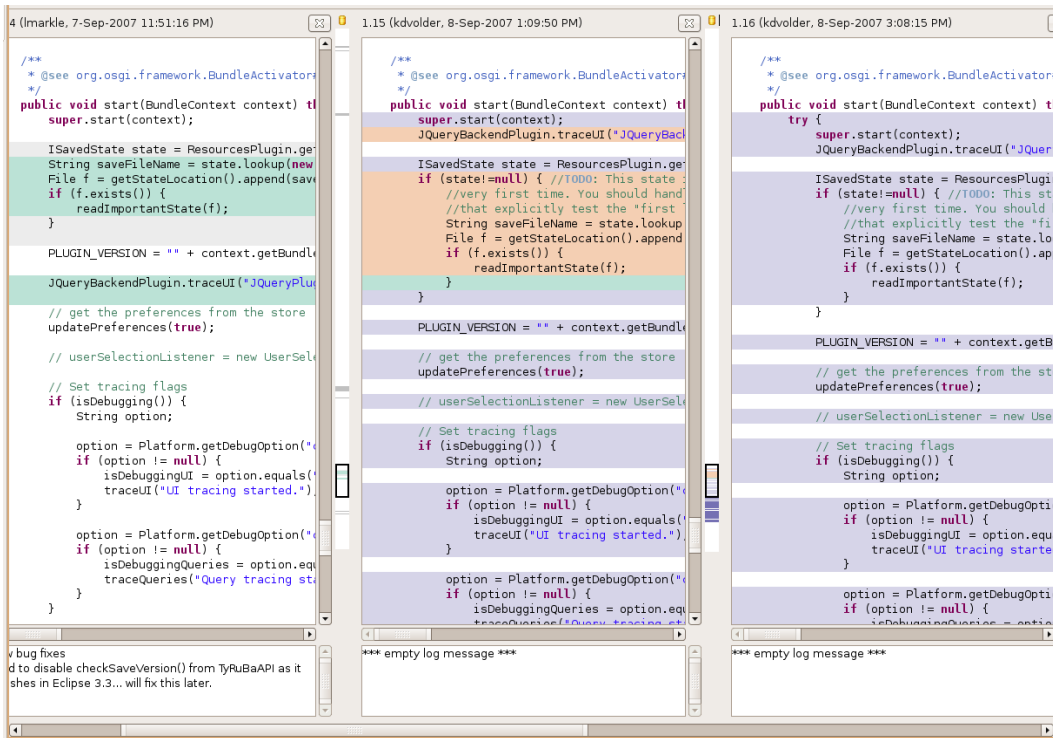 4 (lmarkle, 7-Sep-2007 11:51:16 PM)
/**
* @see org.osgi.framework.BundleActivator#
*/
public void start(BundleContext context) th
super.start(context);
ISavedState state = ResourcesPlugin.get
String saveFileName = state.lookup(new
File f = getStateLocation().append(save
if (f.exists()) {
readImportantState(f);
}
PLUGIN_VERSION = "" + context.getBundle
JQueryBackendPlugin.traceUI("JQueryPlug
// get the preferences from the store
updatePreferences(true);
// userSelectionListener = new UserSele
// Set tracing flags
if (isDebugging()) {
String option;
option = Platform.getDebugOption("
if (option != null) {
isDebuggingUI = option.equals("
traceUI("UI tracing started.")
}
option = Platform.getDebugOption("
if (option != null) {
isDebuggingQueries = option.equ
traceQueries("Query tracing sta
}
}
bug fixes
d to disable checkSaveVersion() from TyRuBaAPI as it
shes in Eclipse 3.3... will fix this later.
1.15 (kdvolder, 8-Sep-2007 1:09:50 PM)
/**
* @see org.osgi.framework.BundleActivator#
*/
public void start(BundleContext context) th
super.start(context);
JQueryBackendPlugin.traceUI("JQueryBack
ISavedState state = ResourcesPlugin.get
if (state!=null) { //TODO: This state
//very first time. You should hand
//that explicitly test the "first
String saveFileName = state.lookup
File f = getStateLocation().append
if (f.exists()) {
readImportantState(f);
}
}
PLUGIN_VERSION = "" + context.getBundle
// get the preferences from the store
updatePreferences(true);
// userSelectionListener = new UserSele
// Set tracing flags
if (isDebugging()) {
String option;
option = Platform.getDebugOption("
if (option != null) {
isDebuggingUI = option.equals("
traceUI("UI tracing started.")
}
option = Platform.getDebugOption("
if (option != null) {
isDebuggingQueries = option.equ
traceQueries("Query tracing st
*** empty log message ***
1.16 (kdvolder, 8-Sep-2007 3:08:15 PM)
/**
* @see org.osgi.framework.BundleActivator
*/
public void start(BundleContext context) th
try {
super.start(context);
JQueryBackendPlugin.traceUI("JQuer
ISavedState state = ResourcesPlugi
if (state!=null) { //TODO: This st
//very first time. You should
//that explicitly test the "fi
String saveFileName = state.lo
File f = getStateLocation().ap
if (f.exists()) {
readImportantState(f);
}
}
PLUGIN_VERSION = "" + context.getB
// get the preferences from the st
updatePreferences(true);
// userSelectionListener = new Use
// Set tracing flags
if (isDebugging()) {
String option;
option = Platform.getDebugOpti
if (option != null) {
isDebuggingUI = option.equ
traceUI("UI tracing starte
}
option = Platform.getDebugOpti
if (option != null) {
isDebuggingQueries = optio
*** empty log message ***